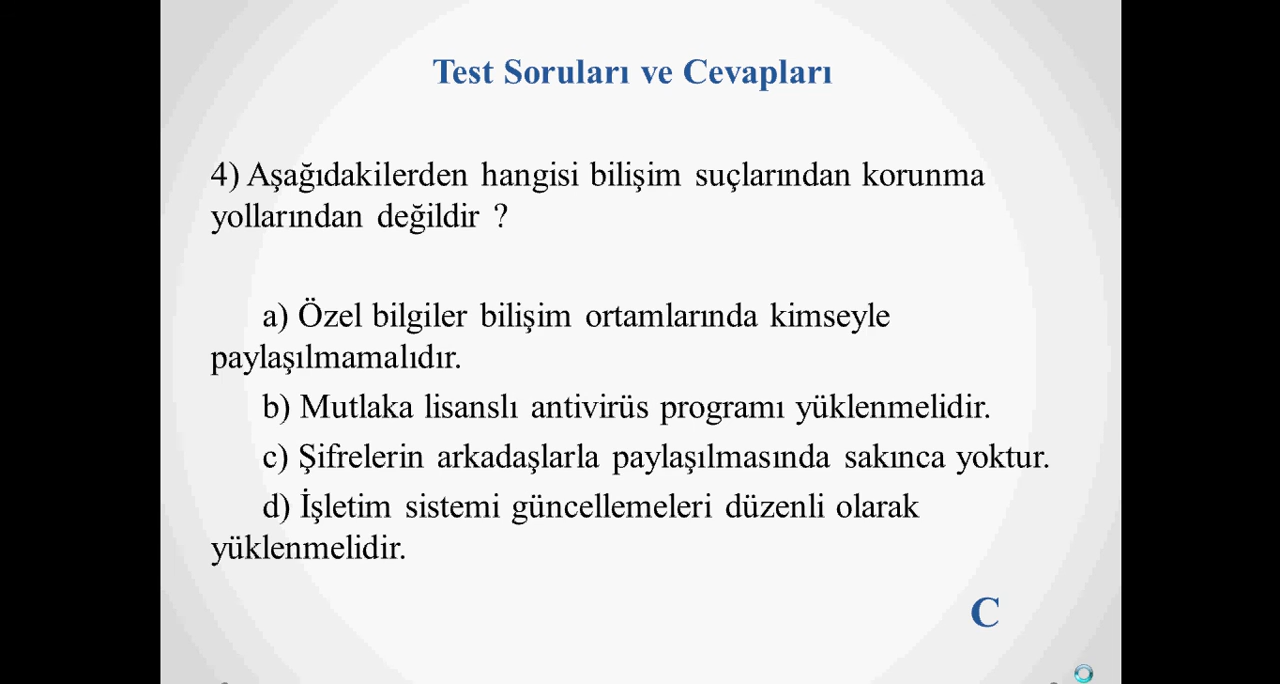 Test Soruları ve Cevapları
4) Aşağıdakilerden hangisi bilişim suçlarından korunma
yollarından değildir ?
a) Özel bilgiler bilişim ortamlarında kimseyle
paylaşılmamalıdır.
b) Mutlaka lisanslı antivirüs programı yüklenmelidir.
c) Şifrelerin arkadaşlarla paylaşılmasında sakınca yoktur.
d) İşletim sistemi güncellemeleri düzenli olarak
yüklenmelidir.
C